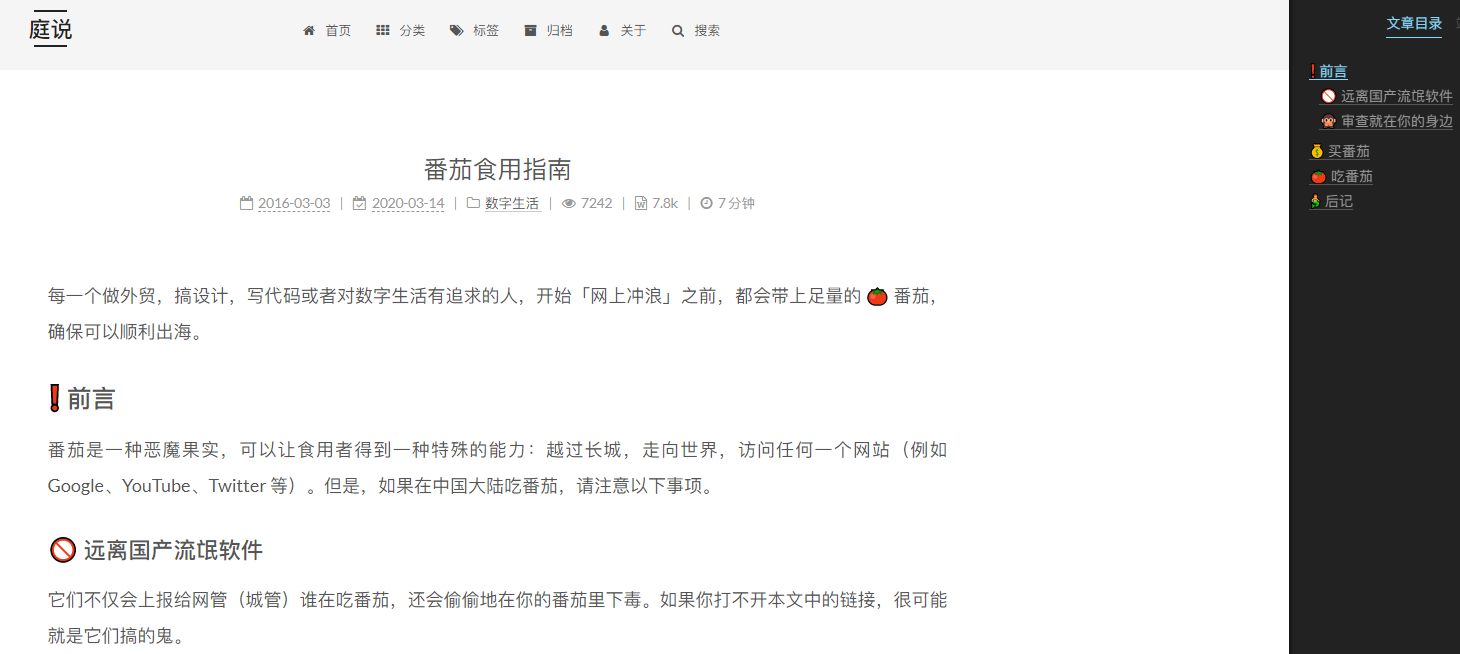 庭说
首页 分类 标签 归档 关于 搜索
文章目录
❗前言
🚫 远离国产流氓软件
🙊 审查就在你的身边
💰 买番茄
🍅 吃番茄
后记
番茄食用指南
2016-03-03 | 2020-03-14 | 数字生活 | 7242 | 7.8k | 7 分钟
每一个做外贸，搞设计，写代码或者对数字生活有追求的人，开始「网上冲浪」之前，都会带上足量的 🍅 番茄，
确保可以顺利出海。
❗前言
番茄是一种恶魔果实，可以让食用者得到一种特殊的能力：越过长城，走向世界，访问任何一个网站（例如
Google、YouTube、Twitter 等）。但是，如果在中国大陆吃番茄，请注意以下事项。
🚫 远离国产流氓软件
它们不仅会上报给网管（城管）谁在吃番茄，还会偷偷地在你的番茄里下毒。如果你打不开本文中的链接，很可能
就是它们搞的鬼。